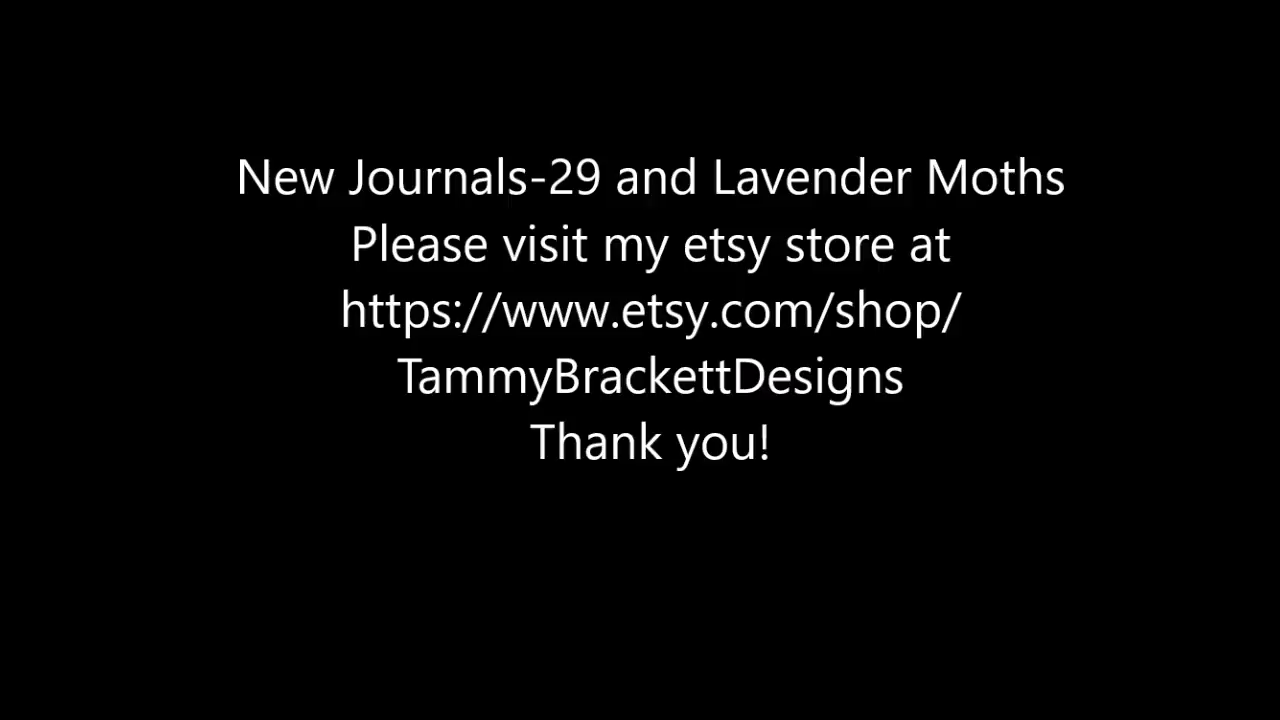 New Journals-29 and Lavender Moths
Please visit my etsy store at
https://www.etsy.com/shop/
TammyBrackettDesigns
Thank you!